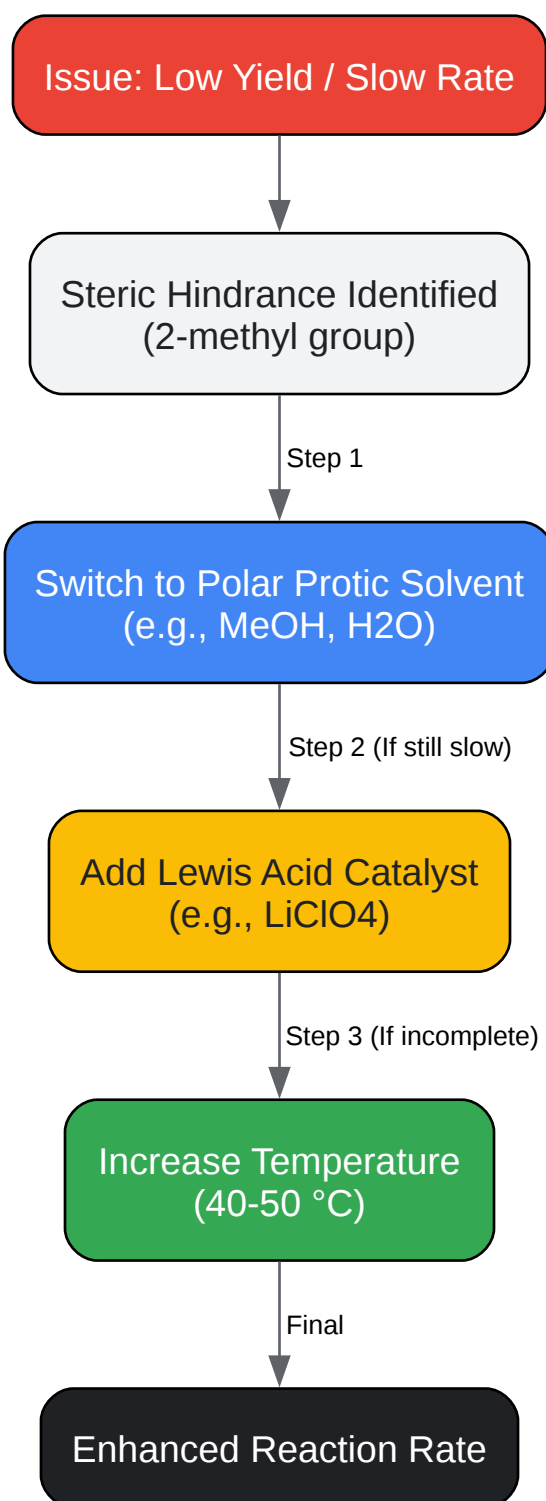 Issue: Low Yield / Slow Rate
Steric Hindrance Identified
(2-methyl group)
Step 1
Switch to Polar Protic Solvent
(e.g., MeOH, H2O)
Step 2 (If still slow)
Add Lewis Acid Catalyst
(e.g., LiClO4)
Step 3 (If incomplete)
Increase Temperature
(40-50 °C)
Final
Enhanced Reaction Rate